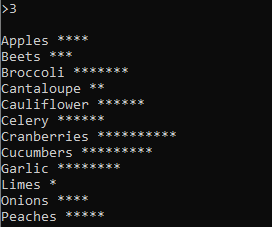 >3
Apples ****
Beets ***
Broccoli *******
Cantaloupe **
Cauliflower ******
Celery ******
Cranberries **********
Cucumbers *********
Garlic ********
Limes *
Onions ****
Peaches *****